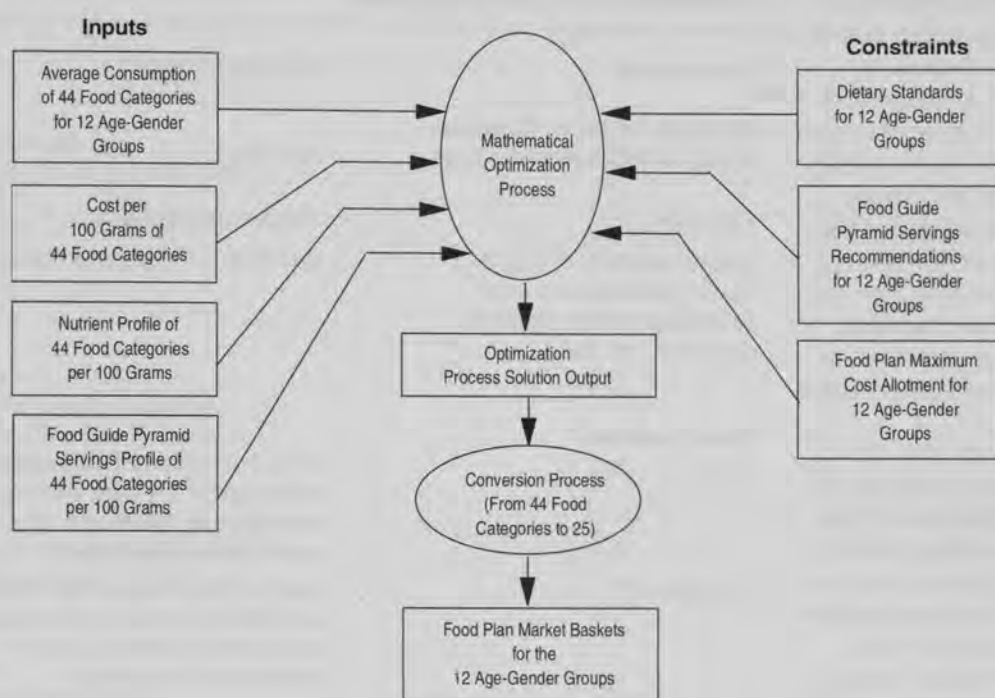 Inputs
Average Consumption
of 44 Food Categories
for 12 Age-Gender
Groups
Cost per
100 Grams of
44 Food Categories
Nutrient Profile of
44 Food Categories
per 100 Grams
Food Guide Pyramid
Servings Profile of
44 Food Categories
per 100 Grams
Mathematical
Optimization
Process
Optimization
Process Solution Output
Conversion Process
(From 44 Food
Categories to 25)
Food Plan Market Baskets
for the
12 Age-Gender Groups
Constraints
Dietary Standards
for 12 Age-Gender
Groups
Food Guide
Pyramid Servings
Recommendations
for 12 Age-Gender
Groups
Food Plan Maximum
Cost Allotment for
12 Age-Gender
Groups